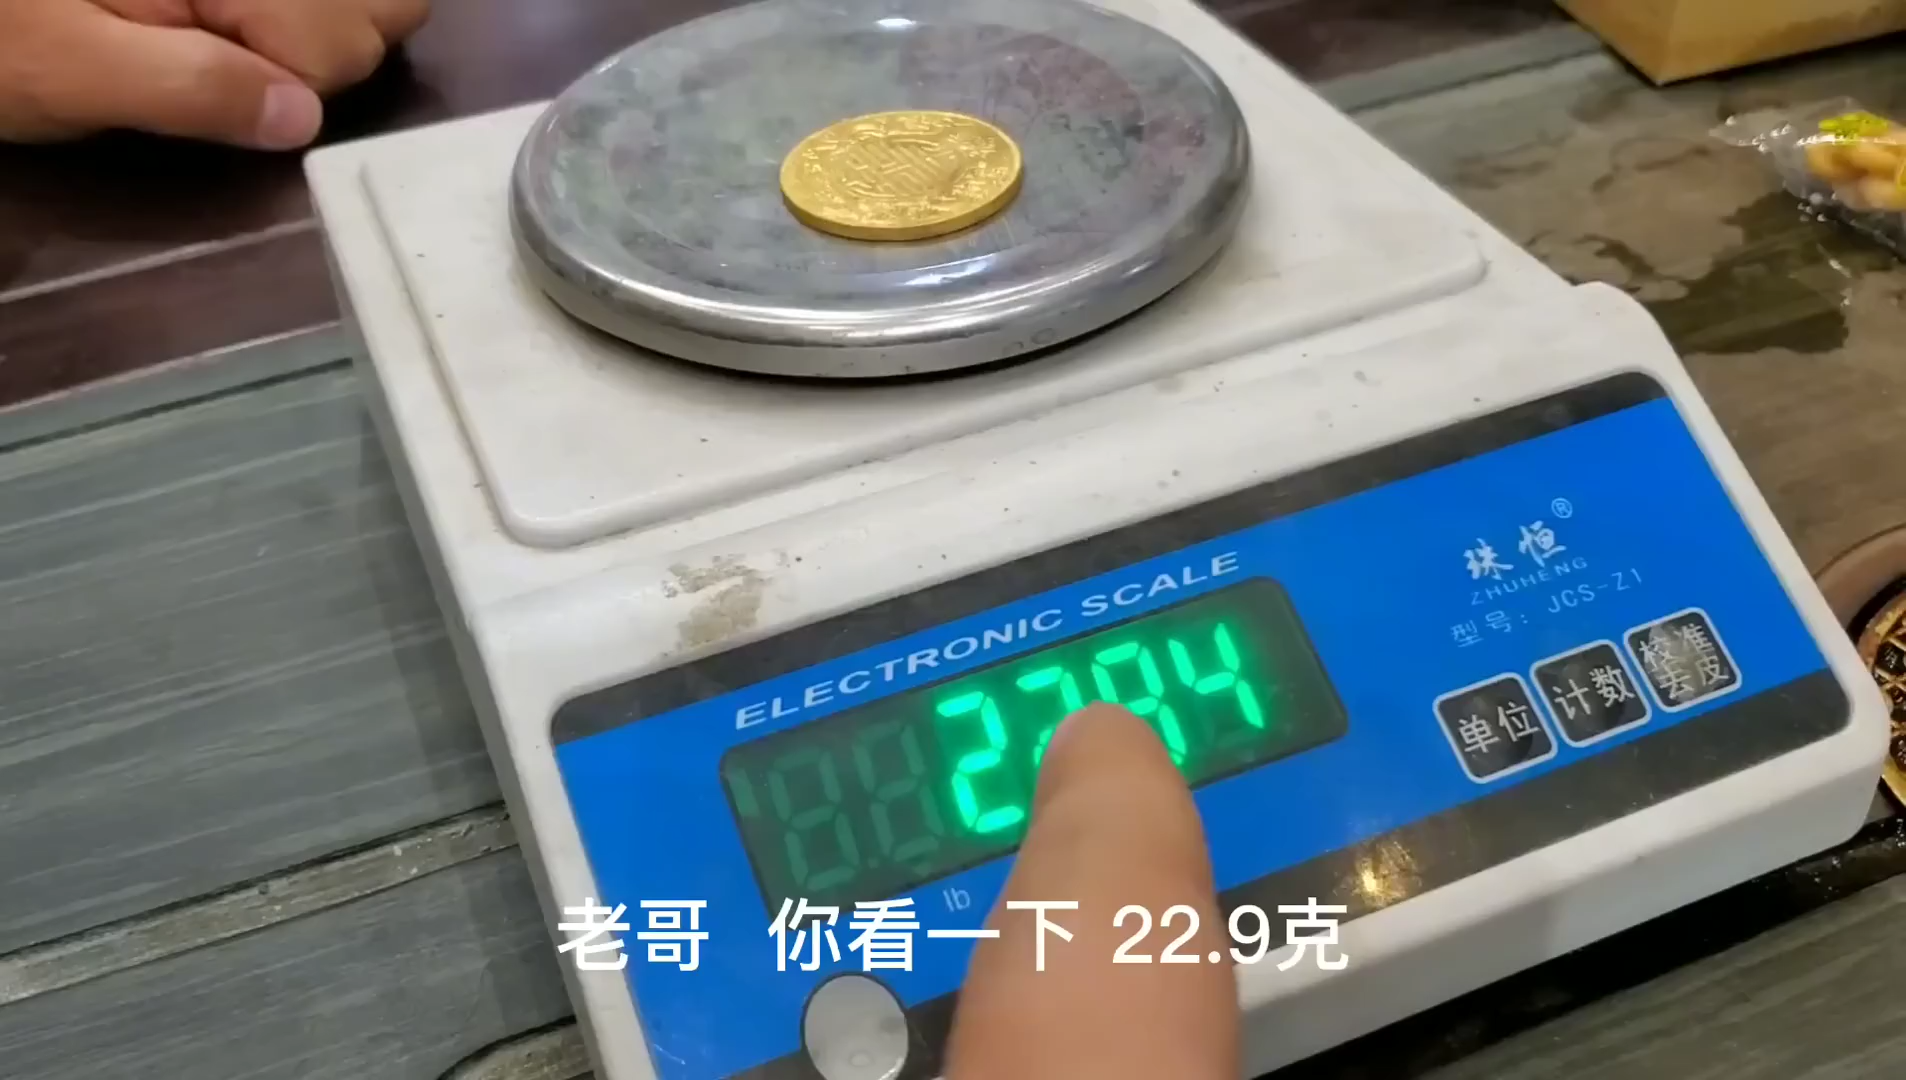 珠恒®
ZHUHENG
型号：JCS-Z1
ELECTRONIC SCALE
单位 计数 校准去皮
lb
老哥 你看一下 22.9克